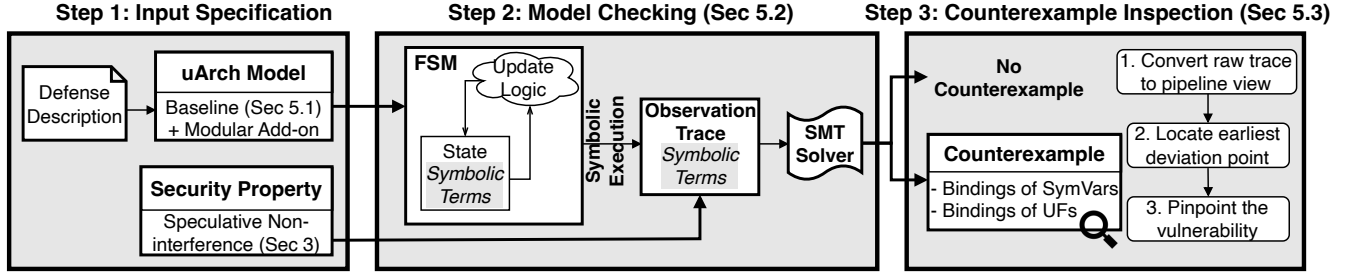 Step 1: Input Specification
Defense
Description
uArch Model
Baseline (Sec 5.1)
+ Modular Add-on
Security Property
Speculative Non-
interference (Sec 3)
Step 2: Model Checking (Sec 5.2)
FSM
Update
Logic
State
Symbolic
Terms
Symbolic
Execution
Observation
Trace
Symbolic
Terms
SMT
Solver
Step 3: Counterexample Inspection (Sec 5.3)
No
Counterexample
Counterexample
- Bindings of SymVars
- Bindings of UFs
1. Convert raw trace
to pipeline view
2. Locate earliest
deviation point
3. Pinpoint the
vulnerability